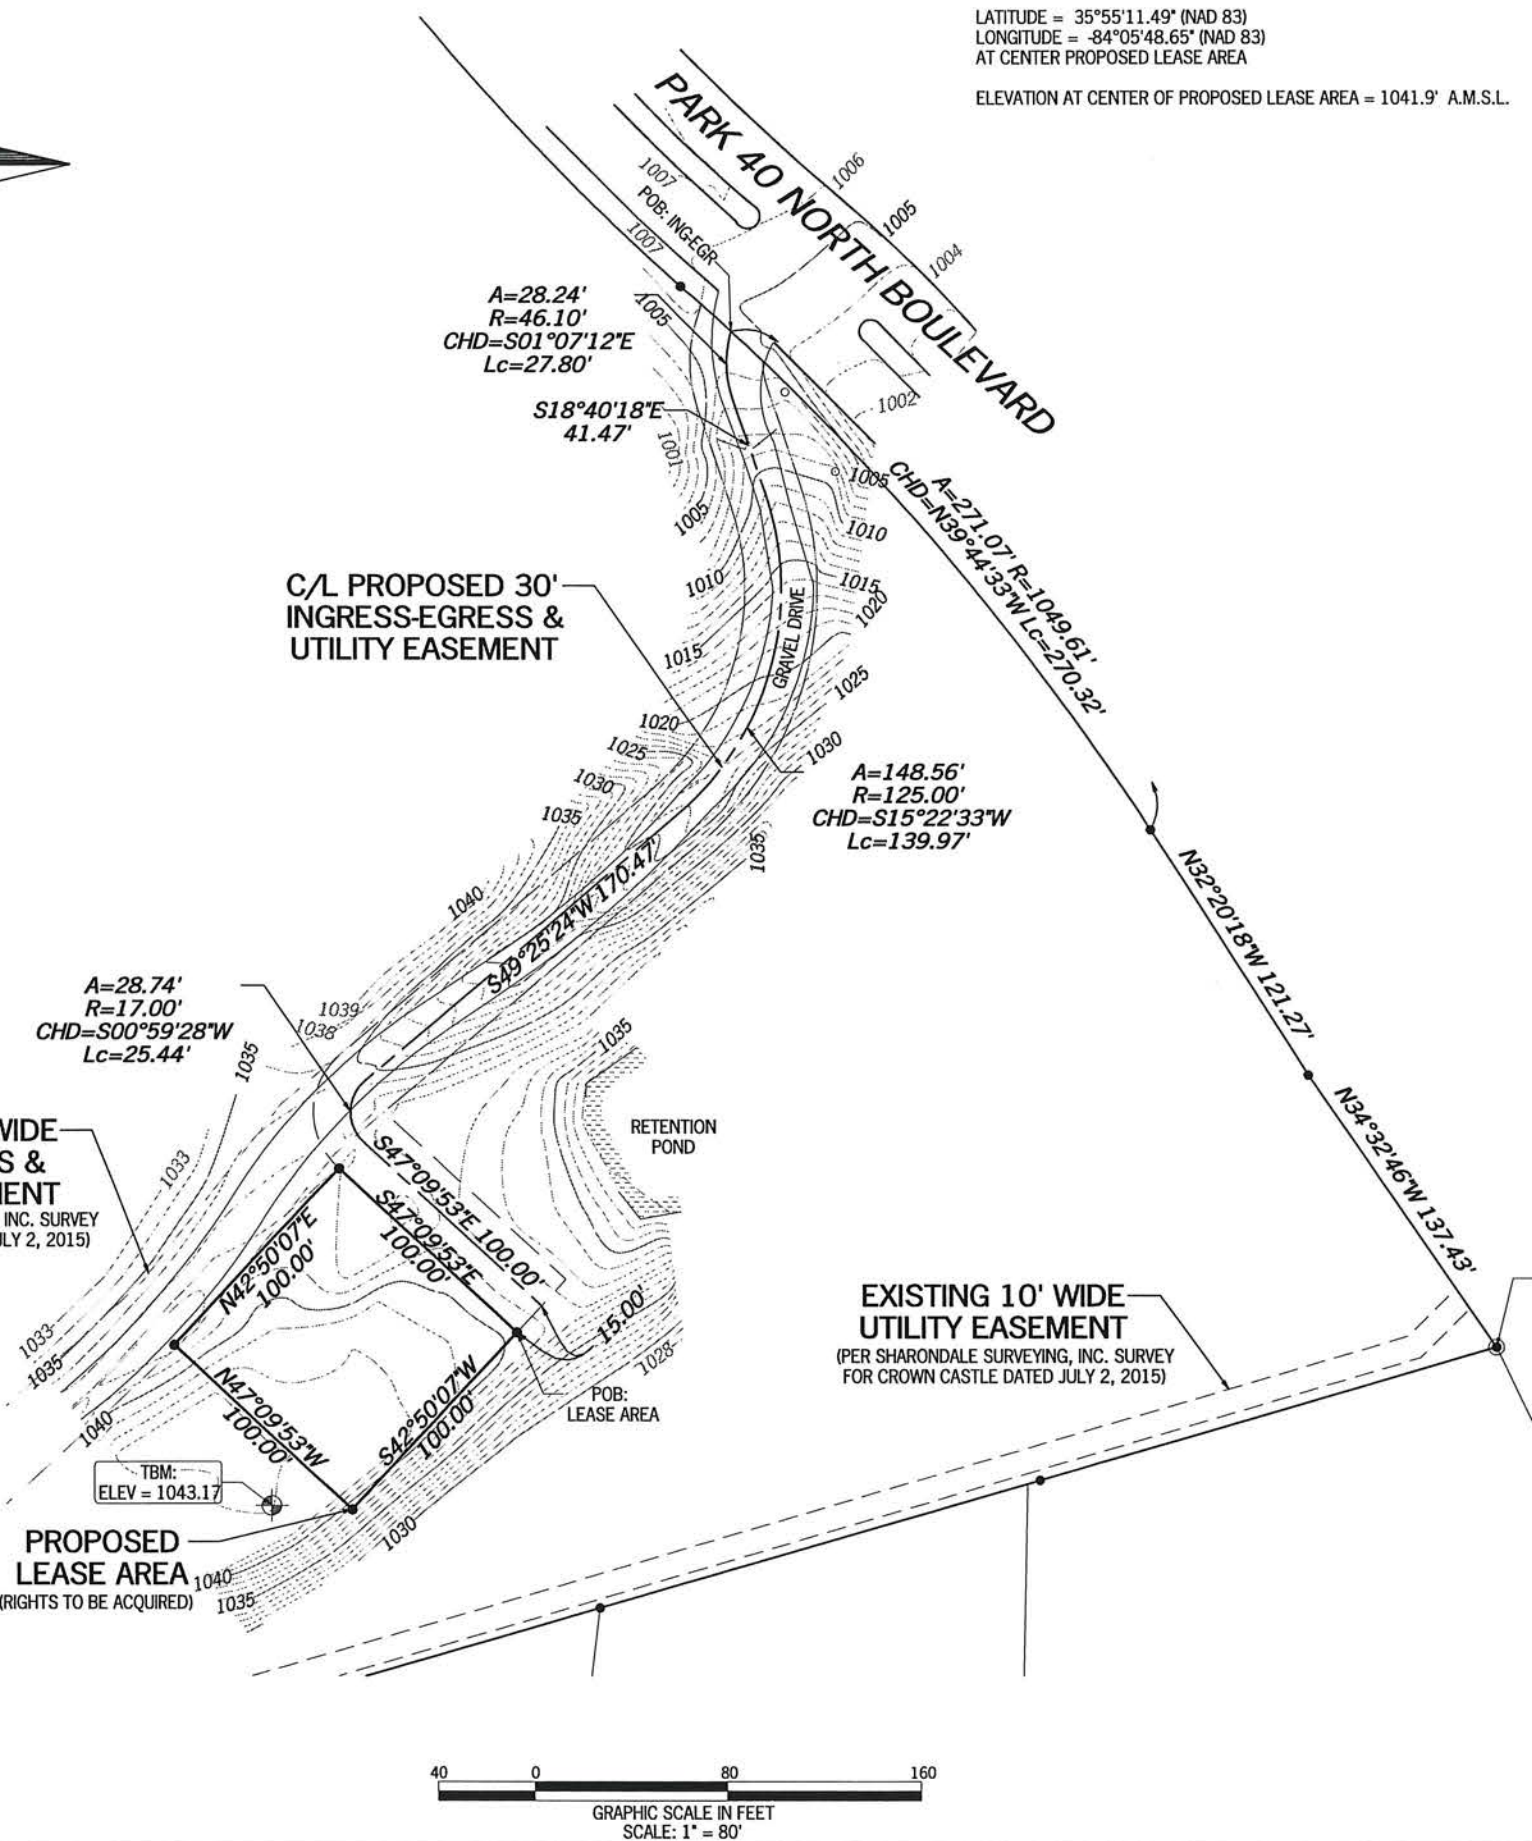 LATITUDE = 35°55'11.49" (NAD 83)
LONGITUDE = -84°05'48.65" (NAD 83)
AT CENTER PROPOSED LEASE AREA
ELEVATION AT CENTER OF PROPOSED LEASE AREA = 1041.9' A.M.S.L.
PARK 40 NORTH BOULEVARD
1006
1007
POB: ING-EGR
1005
1007
1004
A=28.24'
R=46.10'
CHD=S01°07'12"E
Lc=27.80'
1005
1002
S18°40'18"E
41.47'
1001
1005
A=271.07' R=1049.61'
CHD=N39°44'33"W Lc=270.32'
1005
1010
C/L PROPOSED 30'
INGRESS-EGRESS &
UTILITY EASEMENT
1010
1015
1020
GRAVEL DRIVE
1015
1025
1020
1025
1030
1030
1035
A=148.56'
R=125.00'
CHD=S15°22'33"W
Lc=139.97'
1035
1040
S49°25'24"W 170.47'
N32°20'18"W 121.27'
A=28.74'
R=17.00'
CHD=S00°59'28"W
Lc=25.44'
1039
1038
1035
1035
RETENTION
POND
N34°32'46"W 137.43'
WIDE
S &
MENT
INC. SURVEY
JLY 2, 2015)
1033
S47°09'53"E 100.00'
S47°09'53"E
100.00'
N42°50'07"E
100.00'
15.00'
1028
1033
1035
EXISTING 10' WIDE
UTILITY EASEMENT
(PER SHARONDALE SURVEYING, INC. SURVEY
FOR CROWN CASTLE DATED JULY 2, 2015)
N47°09'53"W
100.00'
S42°50'07"W
100.00'
POB:
LEASE AREA
1040
TBM:
ELEV = 1043.17
1030
PROPOSED
LEASE AREA
(RIGHTS TO BE ACQUIRED)
1040
1035
40 0 80 160
GRAPHIC SCALE IN FEET
SCALE: 1" = 80'